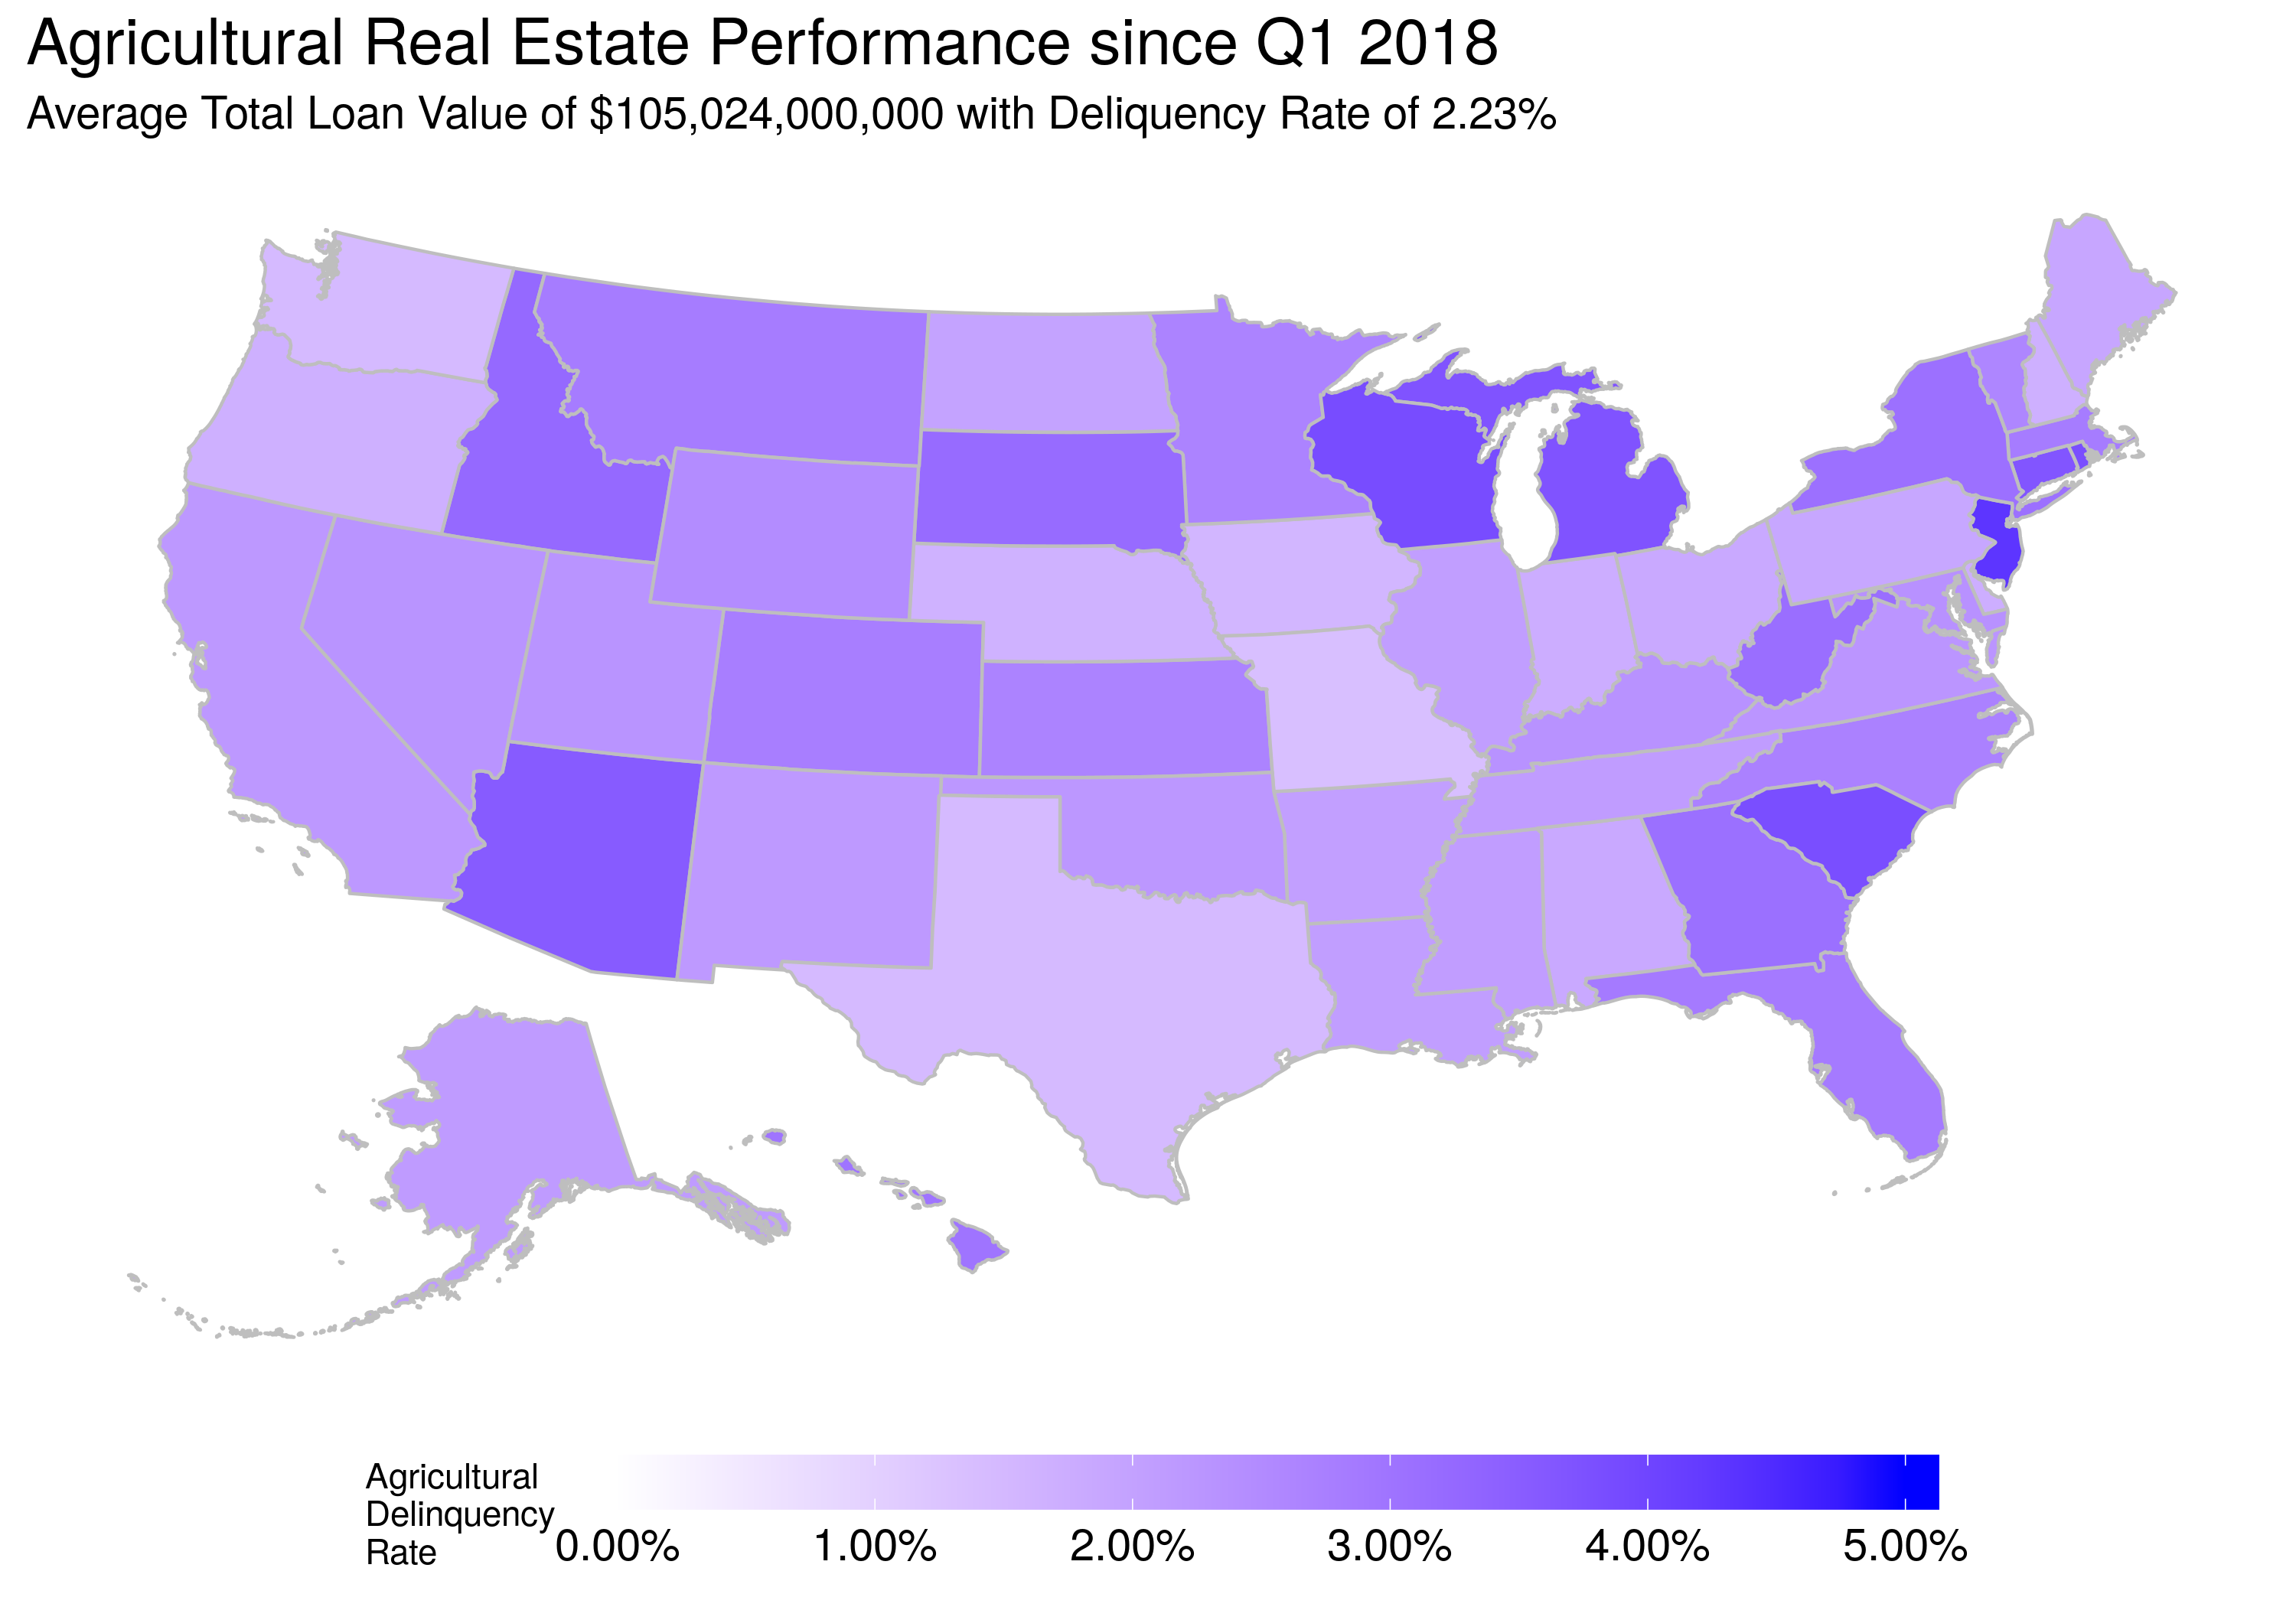 Agricultural Real Estate Performance since Q1 2018
Average Total Loan Value of $105,024,000,000 with Deliquency Rate of 2.23%
Agricultural
Delinquency
Rate
0.00% 1.00% 2.00% 3.00% 4.00% 5.00%